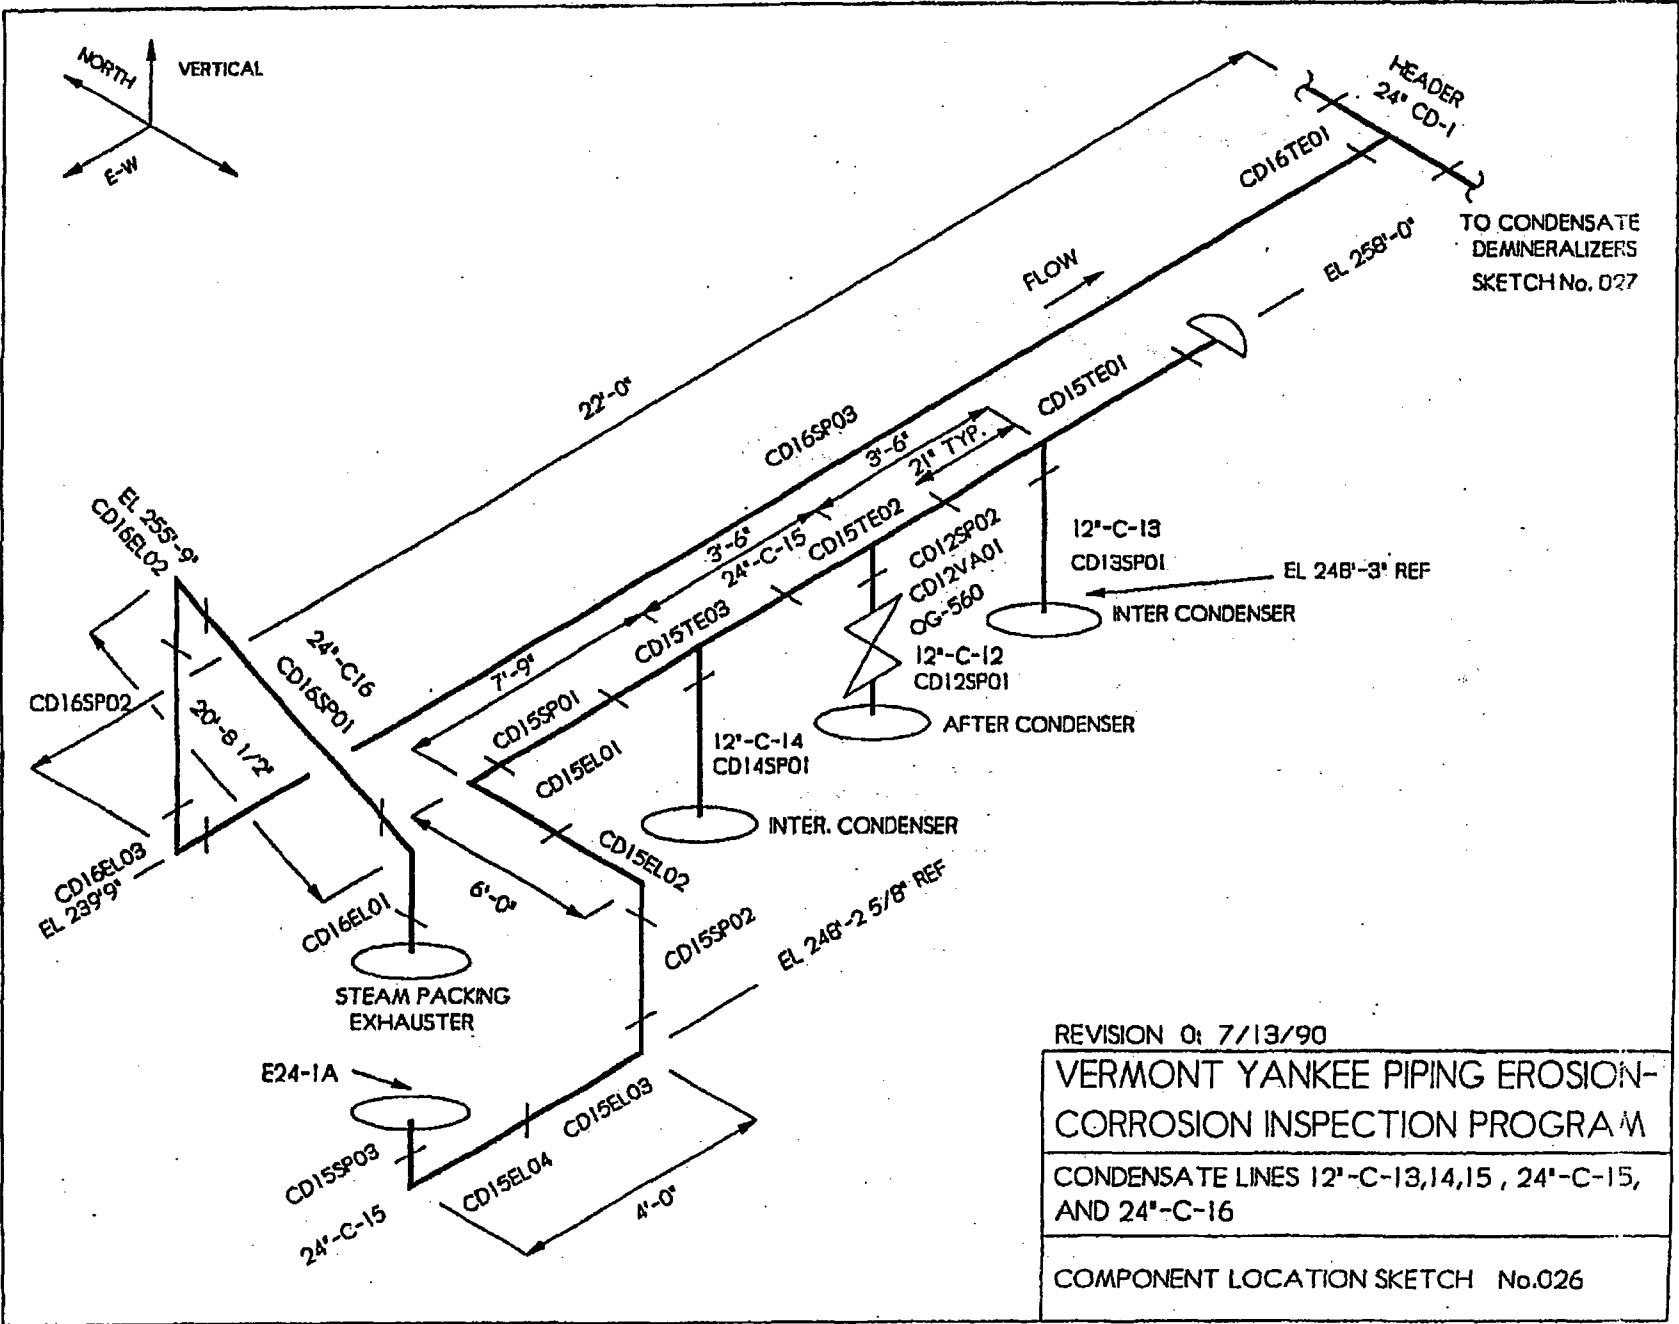 NORTH
VERTICAL
E-W
HEADER
24" CD-1
CD16TE01
TO CONDENSATE
DEMINERALIZERS
SKETCH No. 027
EL 258'-0"
FLOW
22'-0"
CD15TE01
CD16SP03
3'-6"
21" TYP.
EL 255'-9"
CD16EL02
3'-6"
24"-C-15
CD15TE02
CD12SP02
CD12VA01
OG-560
12"-C-13
CD13SP01
EL 248'-3" REF
INTER CONDENSER
24"-C16
CD16SP01
7'-9"
CD15TE03
12"-C-12
CD12SP01
AFTER CONDENSER
CD16SP02
20'-8 1/2"
CD15SP01
CD15EL01
12"-C-14
CD14SP01
INTER. CONDENSER
CD16EL03
EL 239'9"
CD15EL02
6'-0"
CD16EL01
CD15SP02
EL 248'-2 5/8" REF
STEAM PACKING
EXHAUSTER
E24-1A
CD15EL03
CD15SP03
CD15EL04
24"-C-15
4'-0"
REVISION 0: 7/13/90
VERMONT YANKEE PIPING EROSION-
CORROSION INSPECTION PROGRAM
CONDENSATE LINES 12"-C-13,14,15 , 24"-C-15,
AND 24"-C-16
COMPONENT LOCATION SKETCH No.026